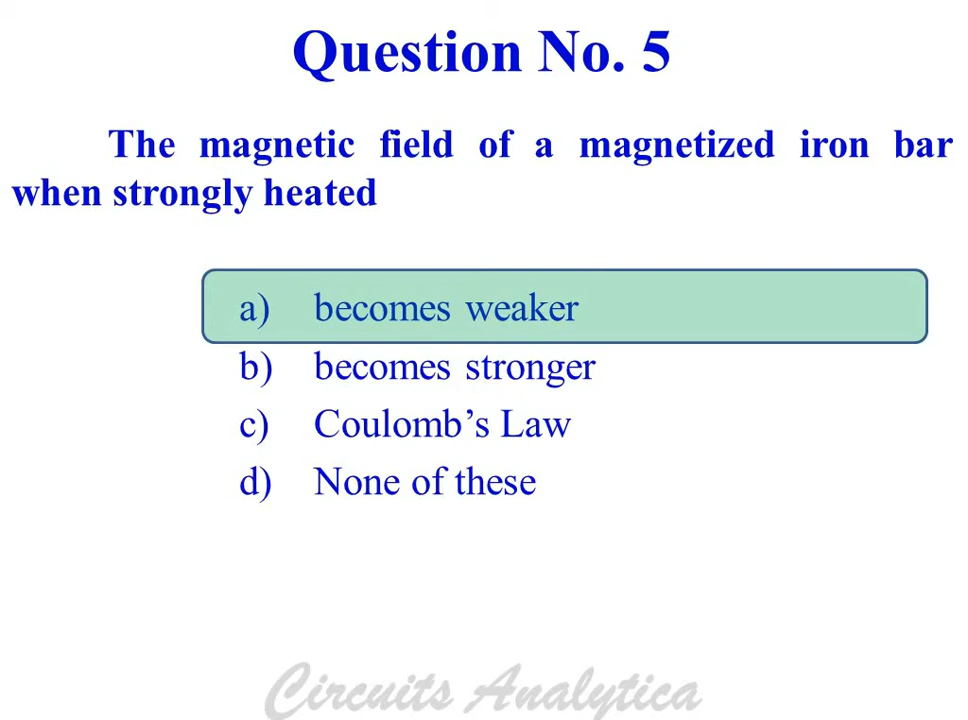 Question No. 5
The magnetic field of a magnetized iron bar
when strongly heated
a) becomes weaker
b) becomes stronger
c) Coulomb’s Law
d) None of these
Circuits Analytica